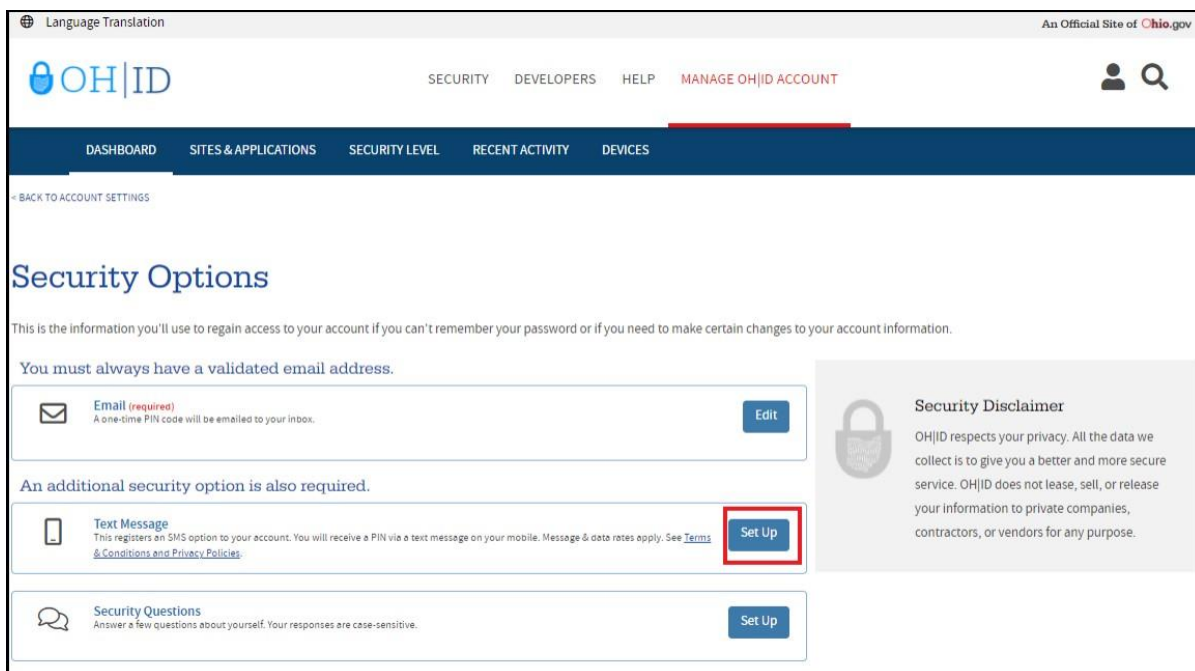 Language Translation
An Official Site of Ohio.gov
OH|ID
SECURITY DEVELOPERS HELP MANAGE OH|ID ACCOUNT
DASHBOARD SITES & APPLICATIONS SECURITY LEVEL RECENT ACTIVITY DEVICES
< BACK TO ACCOUNT SETTINGS
Security Options
This is the information you'll use to regain access to your account if you can't remember your password or if you need to make certain changes to your account information.
You must always have a validated email address.
Email (required)
A one-time PIN code will be emailed to your inbox.
Edit
An additional security option is also required.
Text Message
This registers an SMS option to your account. You will receive a PIN via a text message on your mobile. Message & data rates apply. See Terms
& Conditions and Privacy Policies.
Set Up
Security Questions
Answer a few questions about yourself. Your responses are case-sensitive.
Set Up
Security Disclaimer
OH|ID respects your privacy. All the data we
collect is to give you a better and more secure
service. OH|ID does not lease, sell, or release
your information to private companies,
contractors, or vendors for any purpose.